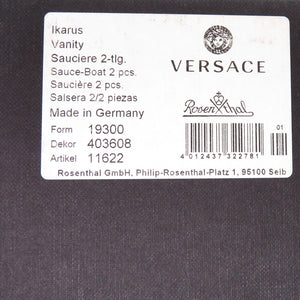 Ikarus
Vanity
Sauciere 2-tlg.
Sauce-Boat 2 pcs.
Saucière 2 pcs.
Salsera 2/2 piezas
Made in Germany
Form 19300
Dekor 403608
Artikel 11622
VERSACE
Rosenthal
01
4 012437 322781
Rosenthal GmbH, Philip-Rosenthal-Platz 1, 95100 Selb